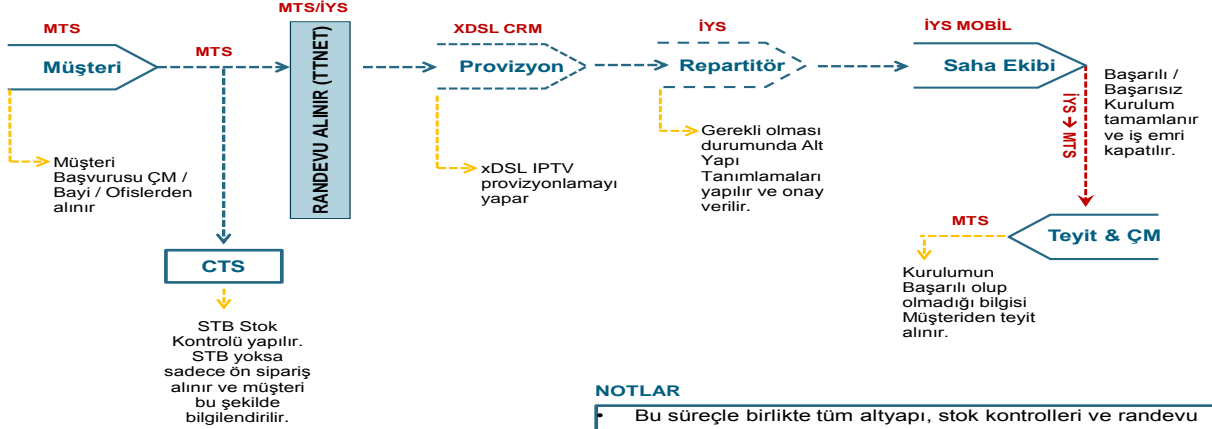 MTS
MTS
MTS/İYS
XDSL CRM
İYS
İYS MOBİL
Müşteri
RANDEVU ALINIR (TTNET)
Provizyon
Repartitör
Saha Ekibi
Başarılı /
Başarısız
Kurulum
tamamlanır
ve iş emri
kapatılır.
İYS → MTS
Müşteri
Başvurusu ÇM /
Bayi / Ofislerden
alınır
xDSL IPTV
provizyonlamayı
yapar
Gerekli olması
durumunda Alt
Yapı
Tanımlamaları
yapılır ve onay
verilir.
MTS
Teyit & ÇM
CTS
Kurulumun
Başarılı olup
olmadığı bilgisi
Müşteriden teyit
alınır.
STB Stok
Kontrolü yapılır.
STB yoksa
sadece ön sipariş
alınır ve müşteri
bu şekilde
bilgilendirilir.
NOTLAR
• Bu süreçle birlikte tüm altyapı, stok kontrolleri ve randevu